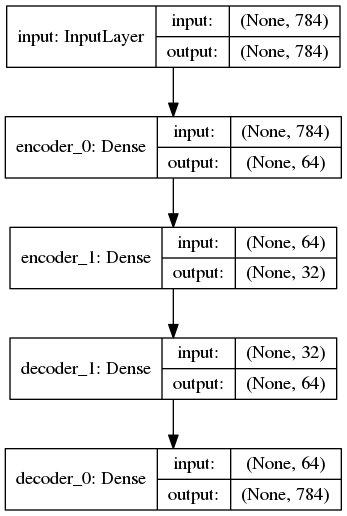 input: InputLayer
input: (None, 784)
output: (None, 784)
encoder_0: Dense
input: (None, 784)
output: (None, 64)
encoder_1: Dense
input: (None, 64)
output: (None, 32)
decoder_1: Dense
input: (None, 32)
output: (None, 64)
decoder_0: Dense
input: (None, 64)
output: (None, 784)